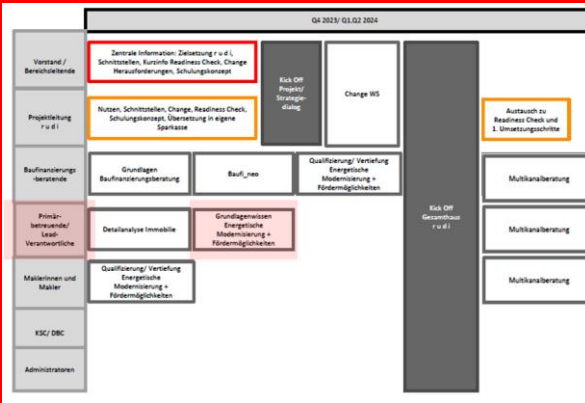 Q4 2023/ Q1,Q2 2024
Vorstand /
Bereichsleitende
Zentrale Information: Zielsetzung r u d i,
Schnittstellen, Kurzinfo Readiness Check, Change
Herausforderungen, Schulungskonzept
Kick Off
Projekt/
Strategie-
dialog
Change WS
Projektleitung
r u d i
Nutzen, Schnittstellen, Change, Readiness Check,
Schulungskonzept, Übersetzung in eigene
Sparkasse
Austausch zu
Readiness Check und
1. Umsetzungsschritte
Baufinanzierungs
-beratende
Grundlagen
Baufinanzierungsberatung
Baufi_neo
Qualifizierung/ Vertiefung
Energetische
Modernisierung +
Fördermöglichkeiten
Kick Off
Gesamthaus
r u d i
Multikanalberatung
Primär-
betreuende/
Lead-
Verantwortliche
Detailanalyse Immobilie
Grundlagenwissen
Energetische
Modernisierung +
Fördermöglichkeiten
Multikanalberatung
Maklerinnen und
Makler
Qualifizierung/ Vertiefung
Energetische
Modernisierung +
Fördermöglichkeiten
Multikanalberatung
KSC/ DBC
Administratoren